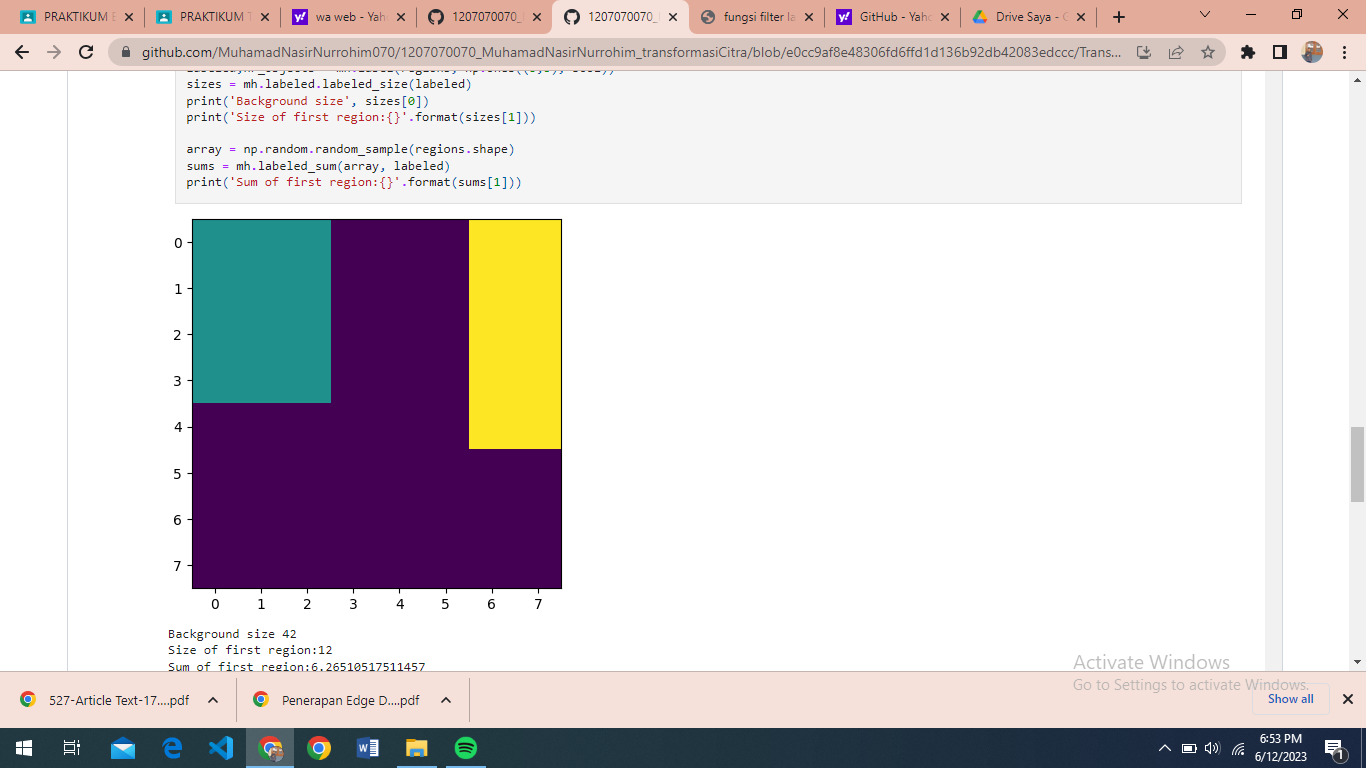 PRAKTIKUM E
PRAKTIKUM T
wa web - Yah
1207070070_
1207070070_
fungsi filter la
GitHub - Yaho
Drive Saya - G
github.com/MuhamadNasirNurrohim070/1207070070_MuhamadNasirNurrohim_transformasiCitra/blob/e0cc9af8e48306fd6ffd1d136b92db42083edccc/Trans...
sizes = mh.labeled.labeled_size(labeled)
print('Background size', sizes[0])
print('Size of first region:{}'.format(sizes[1]))
array = np.random.random_sample(regions.shape)
sums = mh.labeled_sum(array, labeled)
print('Sum of first region:{}'.format(sums[1]))
0
1
2
3
4
5
6
7
0 1 2 3 4 5 6 7
Background size 42
Size of first region:12
Sum of first region:6.26510517511457
Activate Windows
Go to Settings to activate Windows.
527-Article Text-17....pdf
Penerapan Edge D....pdf
Show all
6:53 PM
6/12/2023
1